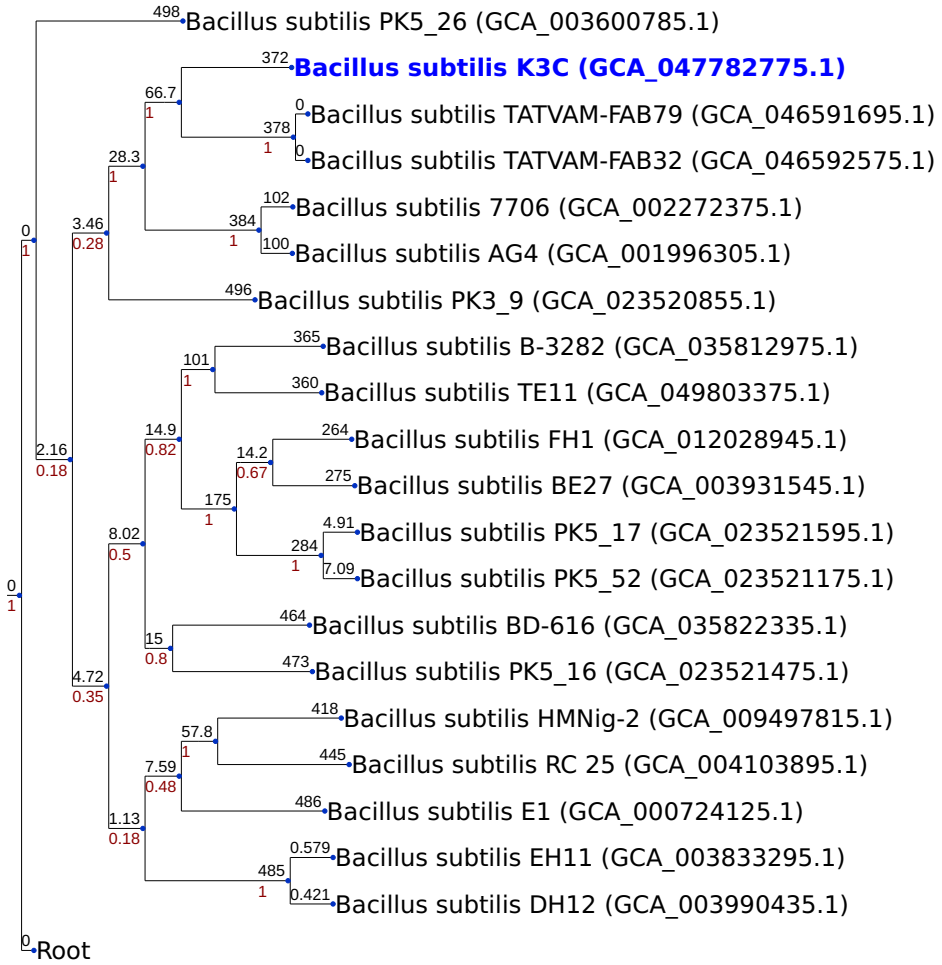 498 Bacillus subtilis PK5_26 (GCA_003600785.1)
372 Bacillus subtilis K3C (GCA_047782775.1)
66.7
1
0 Bacillus subtilis TATVAM-FAB79 (GCA_046591695.1)
378
1
0 Bacillus subtilis TATVAM-FAB32 (GCA_046592575.1)
28.3
1
102 Bacillus subtilis 7706 (GCA_002272375.1)
384
1
100 Bacillus subtilis AG4 (GCA_001996305.1)
3.46
0.28
0
1
496 Bacillus subtilis PK3_9 (GCA_023520855.1)
365 Bacillus subtilis B-3282 (GCA_035812975.1)
101
1
360 Bacillus subtilis TE11 (GCA_049803375.1)
14.9
0.82
264 Bacillus subtilis FH1 (GCA_012028945.1)
14.2
0.67
275 Bacillus subtilis BE27 (GCA_003931545.1)
2.16
0.18
175
1
4.91 Bacillus subtilis PK5_17 (GCA_023521595.1)
284
1
7.09 Bacillus subtilis PK5_52 (GCA_023521175.1)
8.02
0.5
0
1
464 Bacillus subtilis BD-616 (GCA_035822335.1)
15
0.8
473 Bacillus subtilis PK5_16 (GCA_023521475.1)
4.72
0.35
418 Bacillus subtilis HMNig-2 (GCA_009497815.1)
57.8
1
445 Bacillus subtilis RC 25 (GCA_004103895.1)
7.59
0.48
486 Bacillus subtilis E1 (GCA_000724125.1)
1.13
0.18
0.579 Bacillus subtilis EH11 (GCA_003833295.1)
485
1
0.421 Bacillus subtilis DH12 (GCA_003990435.1)
0 Root